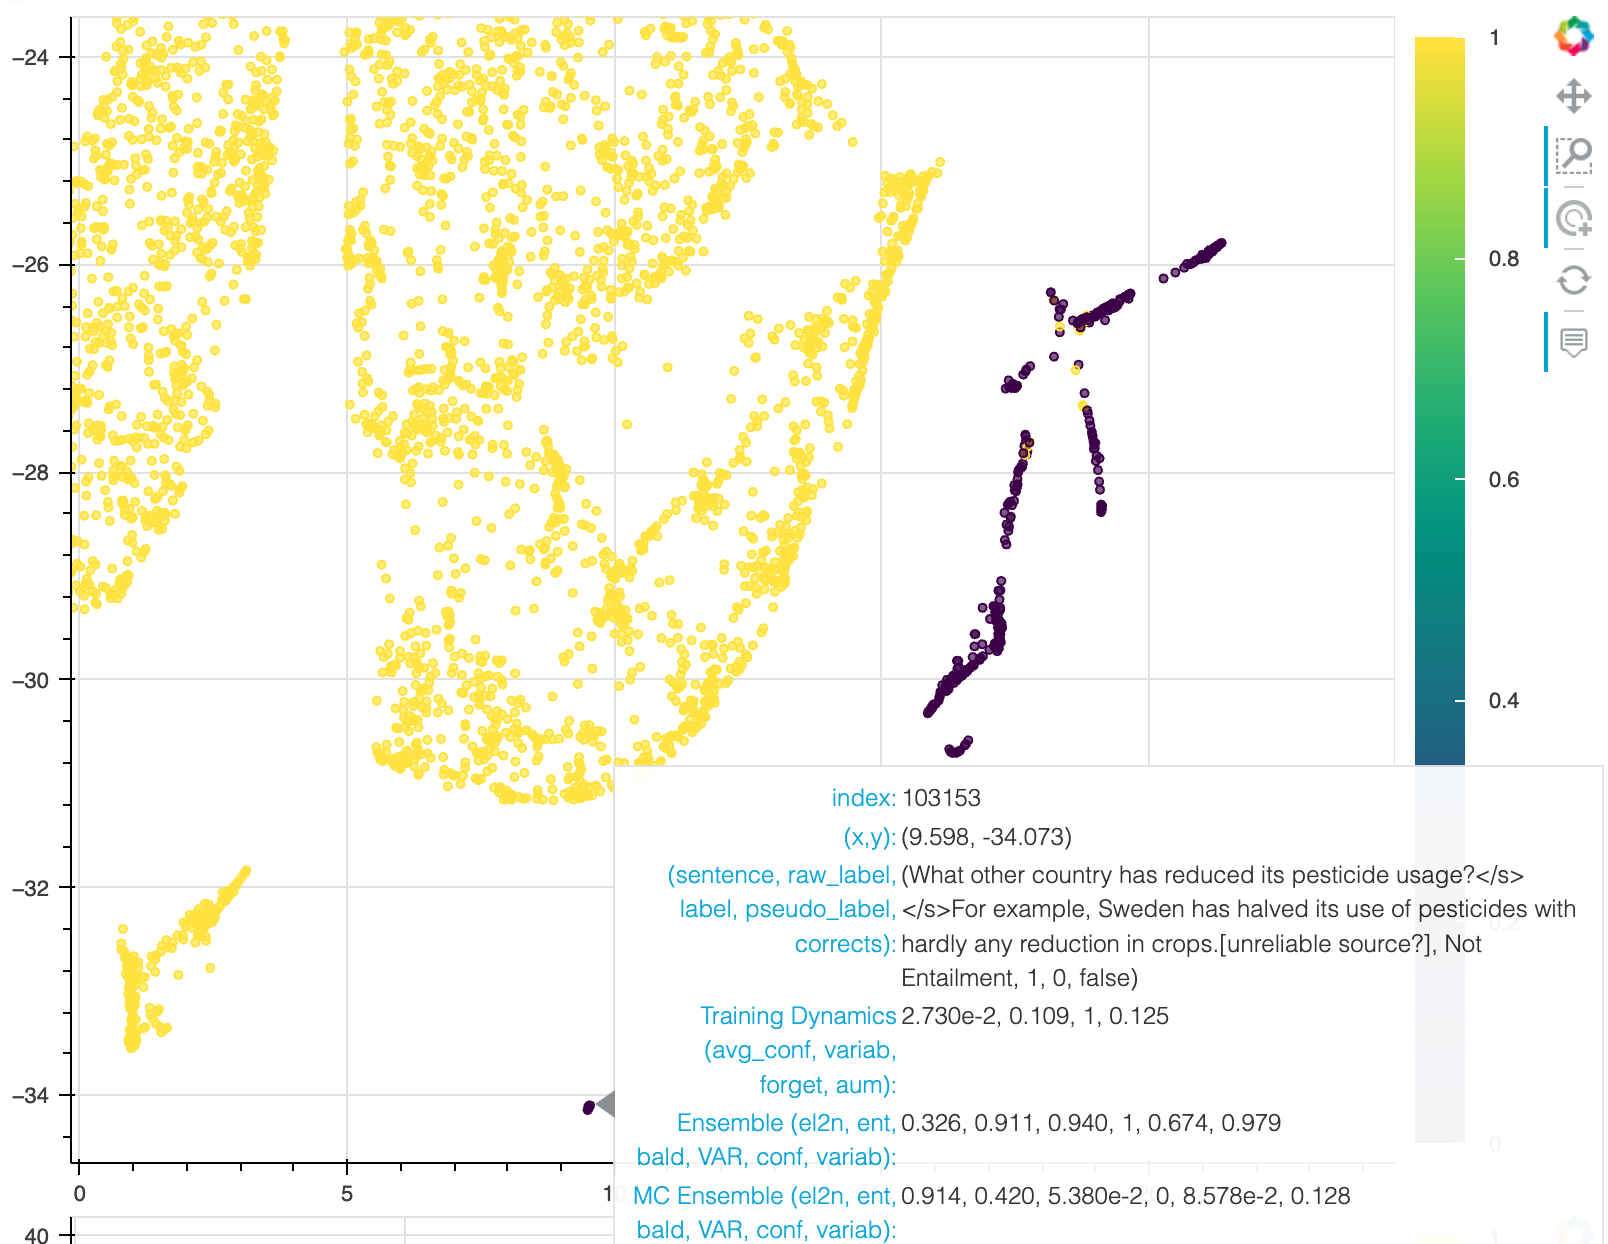 −24
−26
−28
−30
−32
−34
0
5
10
40
1
0.8
0.6
0.4
0.2
0
1
index: 103153
(x,y): (9.598, -34.073)
(sentence, raw_label, (What other country has reduced its pesticide usage?</s>
label, pseudo_label, </s>For example, Sweden has halved its use of pesticides with
corrects): hardly any reduction in crops.[unreliable source?], Not
Entailment, 1, 0, false)
Training Dynamics 2.730e-2, 0.109, 1, 0.125
(avg_conf, variab,
forget, aum):
Ensemble (el2n, ent, 0.326, 0.911, 0.940, 1, 0.674, 0.979
bald, VAR, conf, variab):
MC Ensemble (el2n, ent, 0.914, 0.420, 5.380e-2, 0, 8.578e-2, 0.128
bald, VAR, conf, variab):